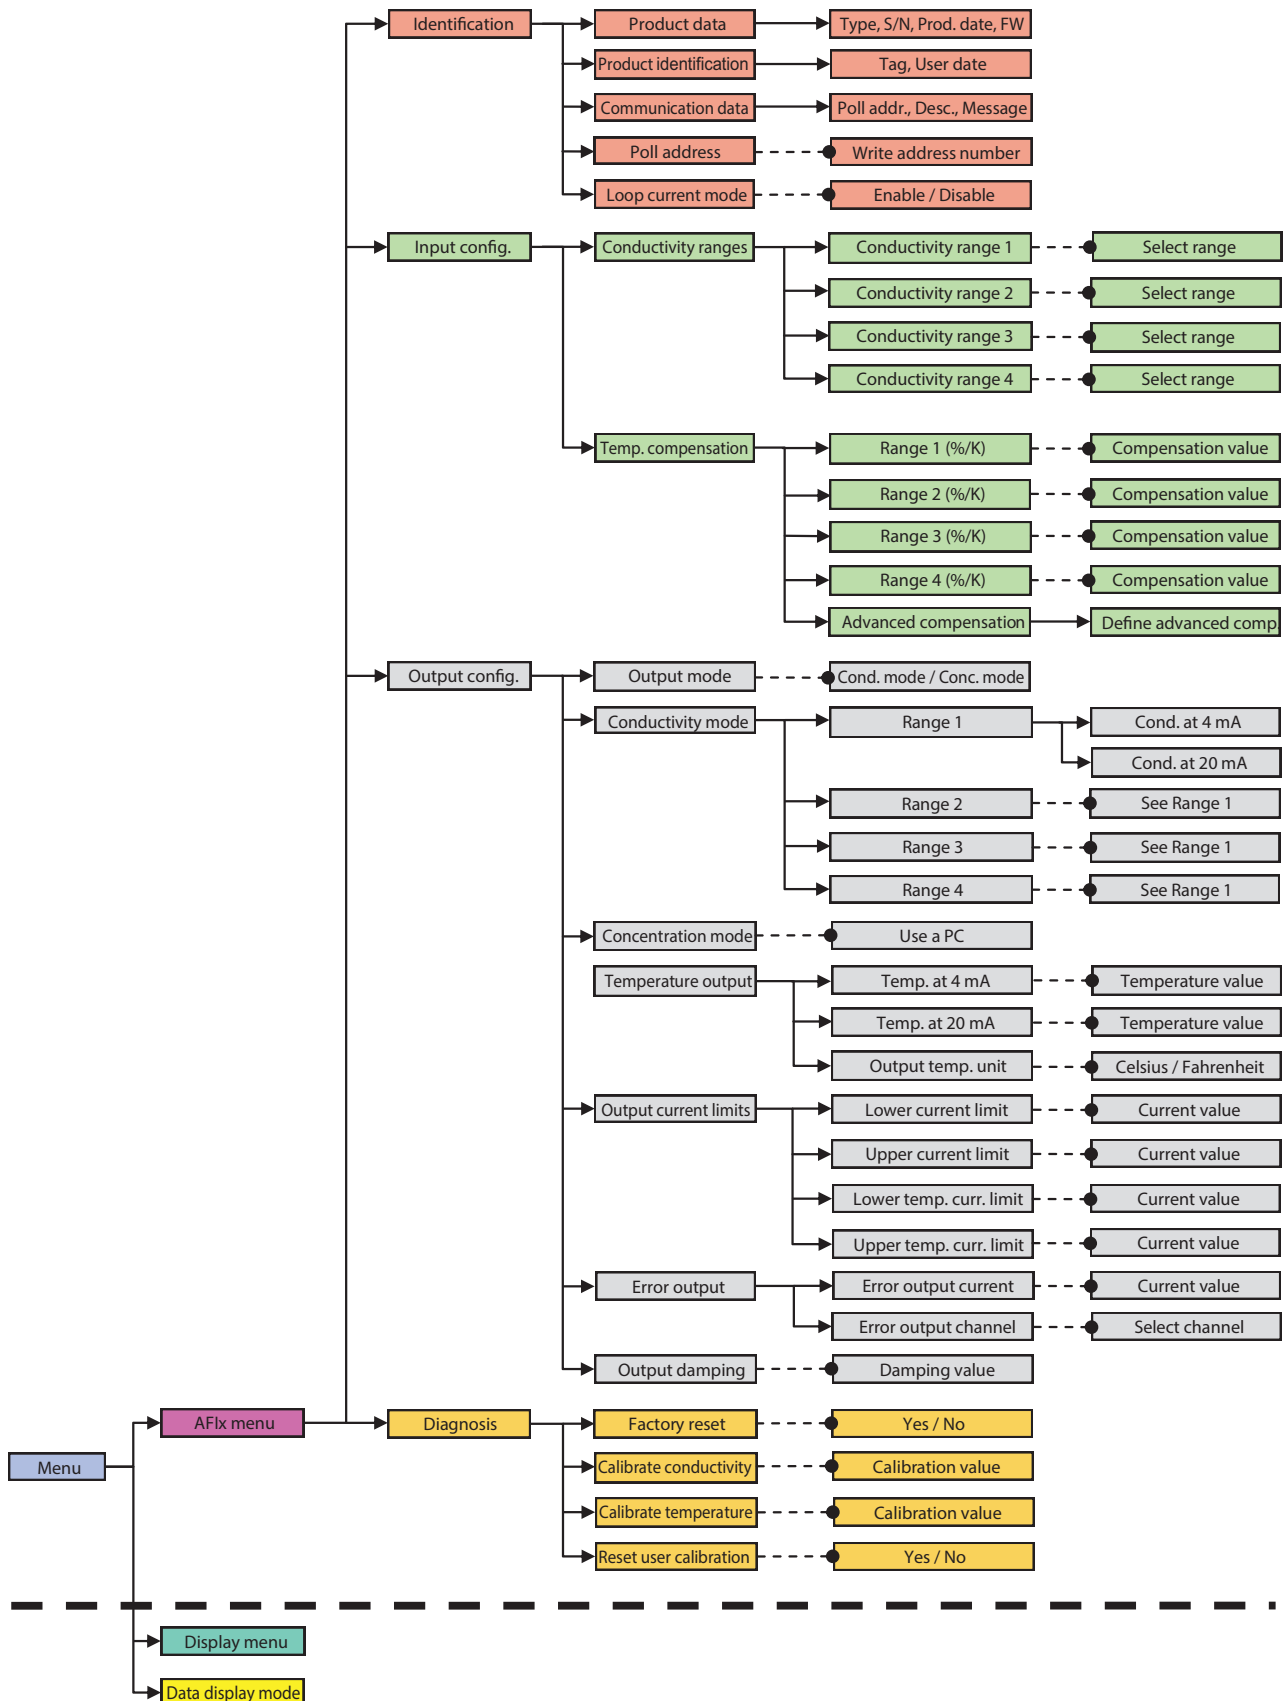 Identification
Product data
Type, S/N, Prod. date, FW
Product identification
Tag, User date
Communication data
Poll addr., Desc., Message
Poll address
Write address number
Loop current mode
Enable / Disable
Input config.
Conductivity ranges
Conductivity range 1
Select range
Conductivity range 2
Select range
Conductivity range 3
Select range
Conductivity range 4
Select range
Temp. compensation
Range 1 (%/K)
Compensation value
Range 2 (%/K)
Compensation value
Range 3 (%/K)
Compensation value
Range 4 (%/K)
Compensation value
Advanced compensation
Define advanced comp.
Output config.
Output mode
Cond. mode / Conc. mode
Conductivity mode
Range 1
Cond. at 4 mA
Cond. at 20 mA
Range 2
See Range 1
Range 3
See Range 1
Range 4
See Range 1
Concentration mode
Use a PC
Temperature output
Temp. at 4 mA
Temperature value
Temp. at 20 mA
Temperature value
Output temp. unit
Celsius / Fahrenheit
Output current limits
Lower current limit
Current value
Upper current limit
Current value
Lower temp. curr. limit
Current value
Upper temp. curr. limit
Current value
Error output
Error output current
Current value
Error output channel
Select channel
Output damping
Damping value
AFIx menu
Diagnosis
Factory reset
Yes / No
Menu
Calibrate conductivity
Calibration value
Calibrate temperature
Calibration value
Reset user calibration
Yes / No
Display menu
Data display mode